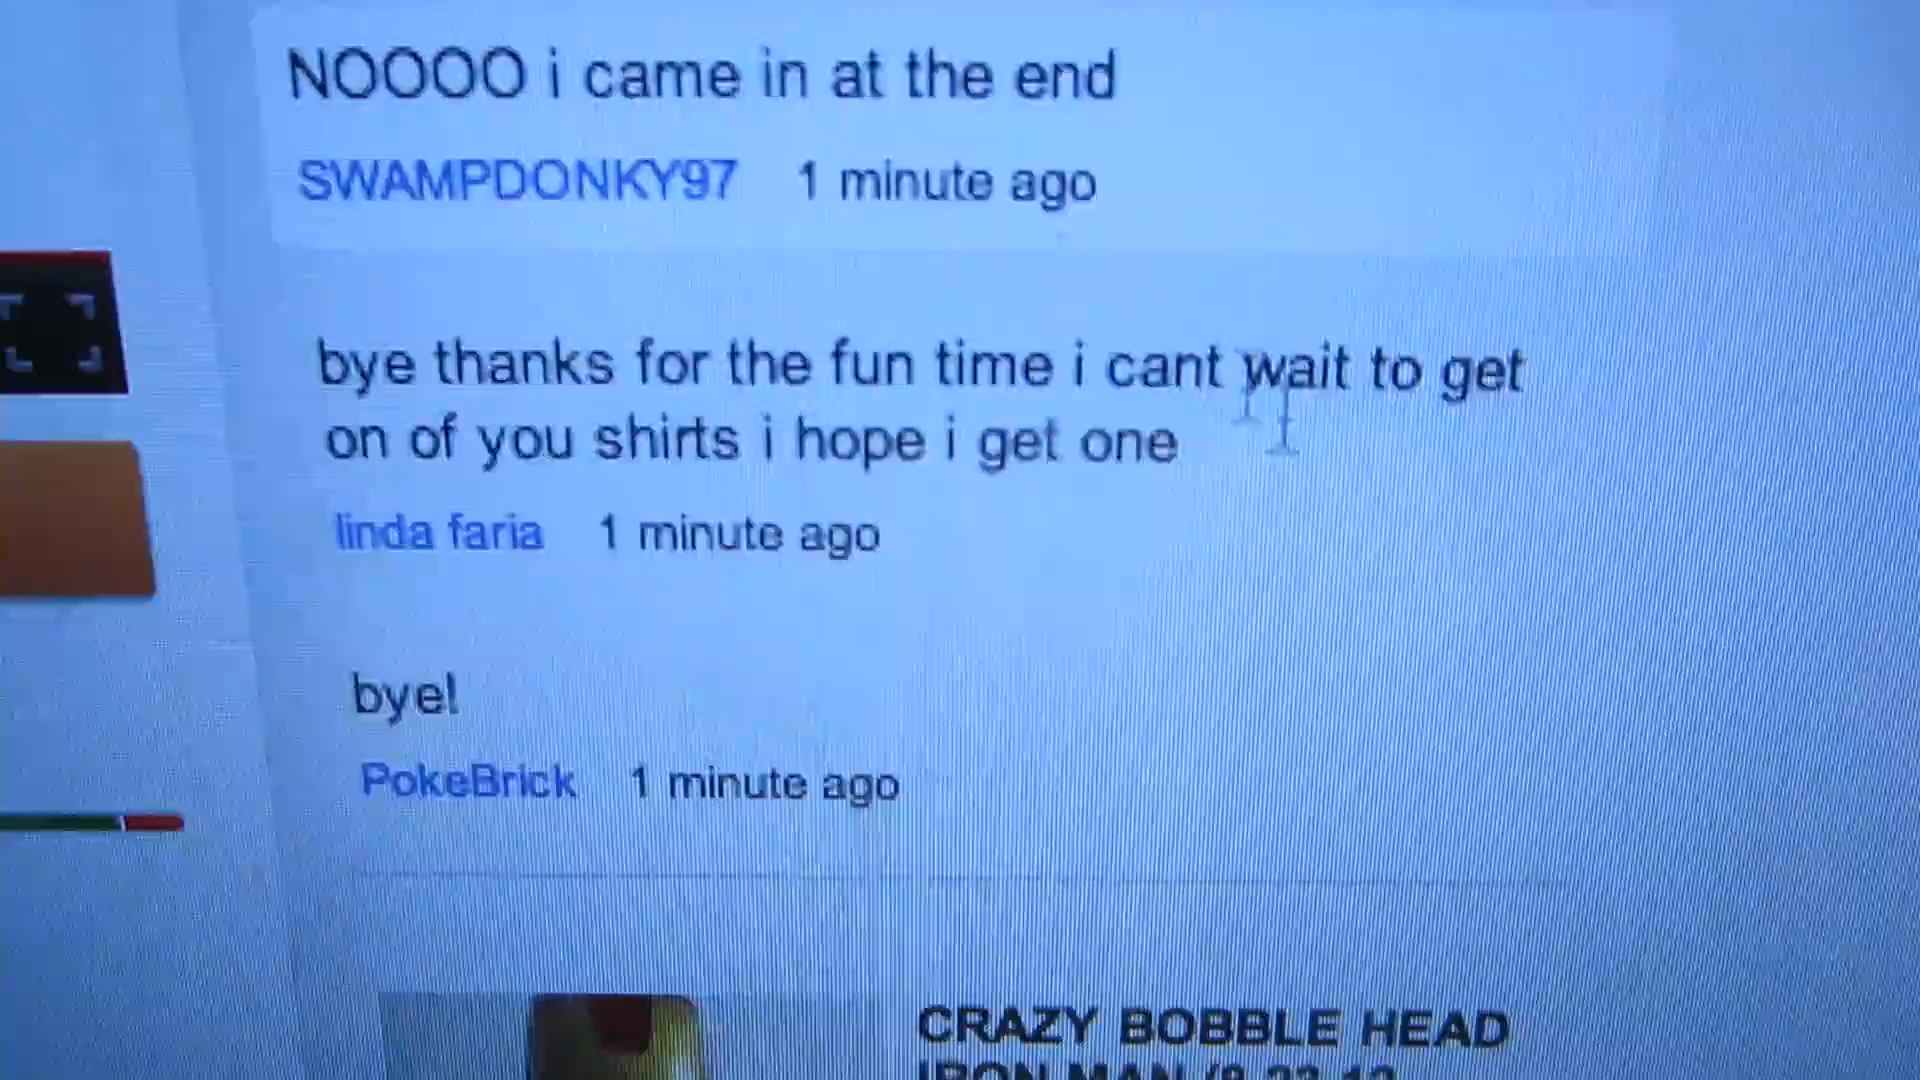 NOOOO i came in at the end
SWAMPDONKY97 1 minute ago
bye thanks for the fun time i cant wait to get
on of you shirts i hope i get one
linda faria 1 minute ago
bye!
PokeBrick 1 minute ago
CRAZY BOBBLE HEAD
IRON MAN